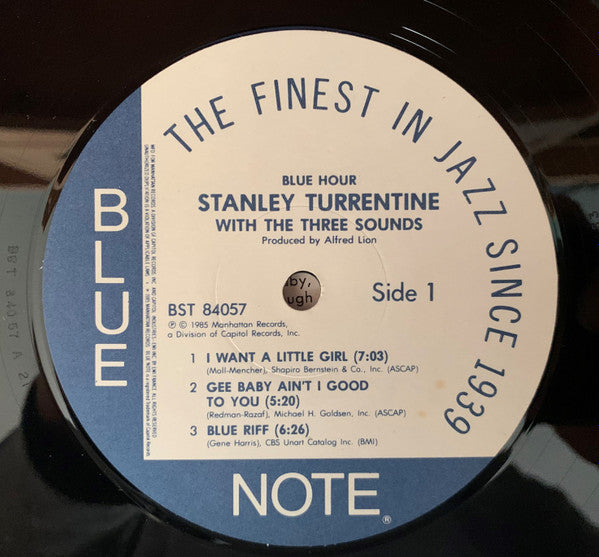 THE FINEST IN JAZZ SINCE 1939
BLUE HOUR
STANLEY TURRENTINE
WITH THE THREE SOUNDS
Produced by Alfred Lion
BST 84057
Side 1
℗ © 1985 Manhattan Records,
a Division of Capitol Records, Inc.
1 I WANT A LITTLE GIRL (7:03)
(Moll-Mencher), Shapiro Bernstein & Co., Inc. (ASCAP)
2 GEE BABY AIN'T I GOOD
TO YOU (5:20)
(Redman-Razaf), Michael H. Goldsen, Inc. (ASCAP)
3 BLUE RIFF (6:26)
(Gene Harris), CBS Unart Catalog Inc. (BMI)
BLUE
NOTE®
BST 84057 A